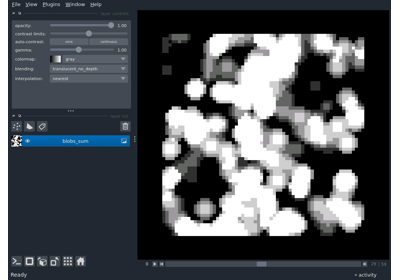 File View Plugins Window Help
opacity: 1.00
contrast limits:
auto-contrast: once continuous
gamma: 1.00
colormap: gray
blending: translucent_no_depth
interpolation: nearest
blobs_sum
Ready
activity